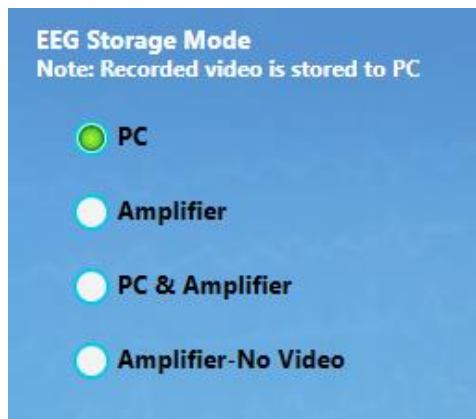 EEG Storage Mode
Note: Recorded video is stored to PC
PC
Amplifier
PC & Amplifier
Amplifier-No Video